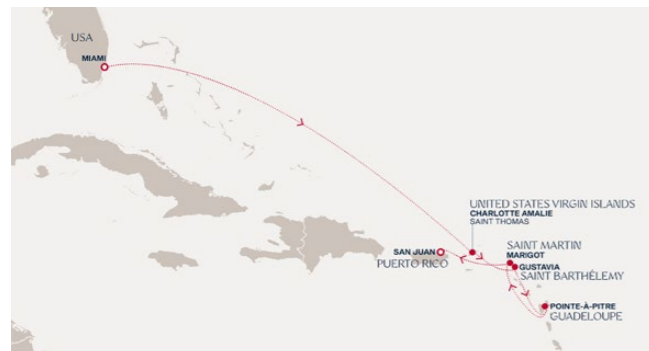 USA
MIAMI
UNITED STATES VIRGIN ISLANDS
CHARLOTTE AMALIE
SAINT THOMAS
SAN JUAN
PUERTO RICO
SAINT MARTIN
MARIGOT
GUSTAVIA
SAINT BARTHÉLEMY
POINTE-À-PITRE
GUADELOUPE